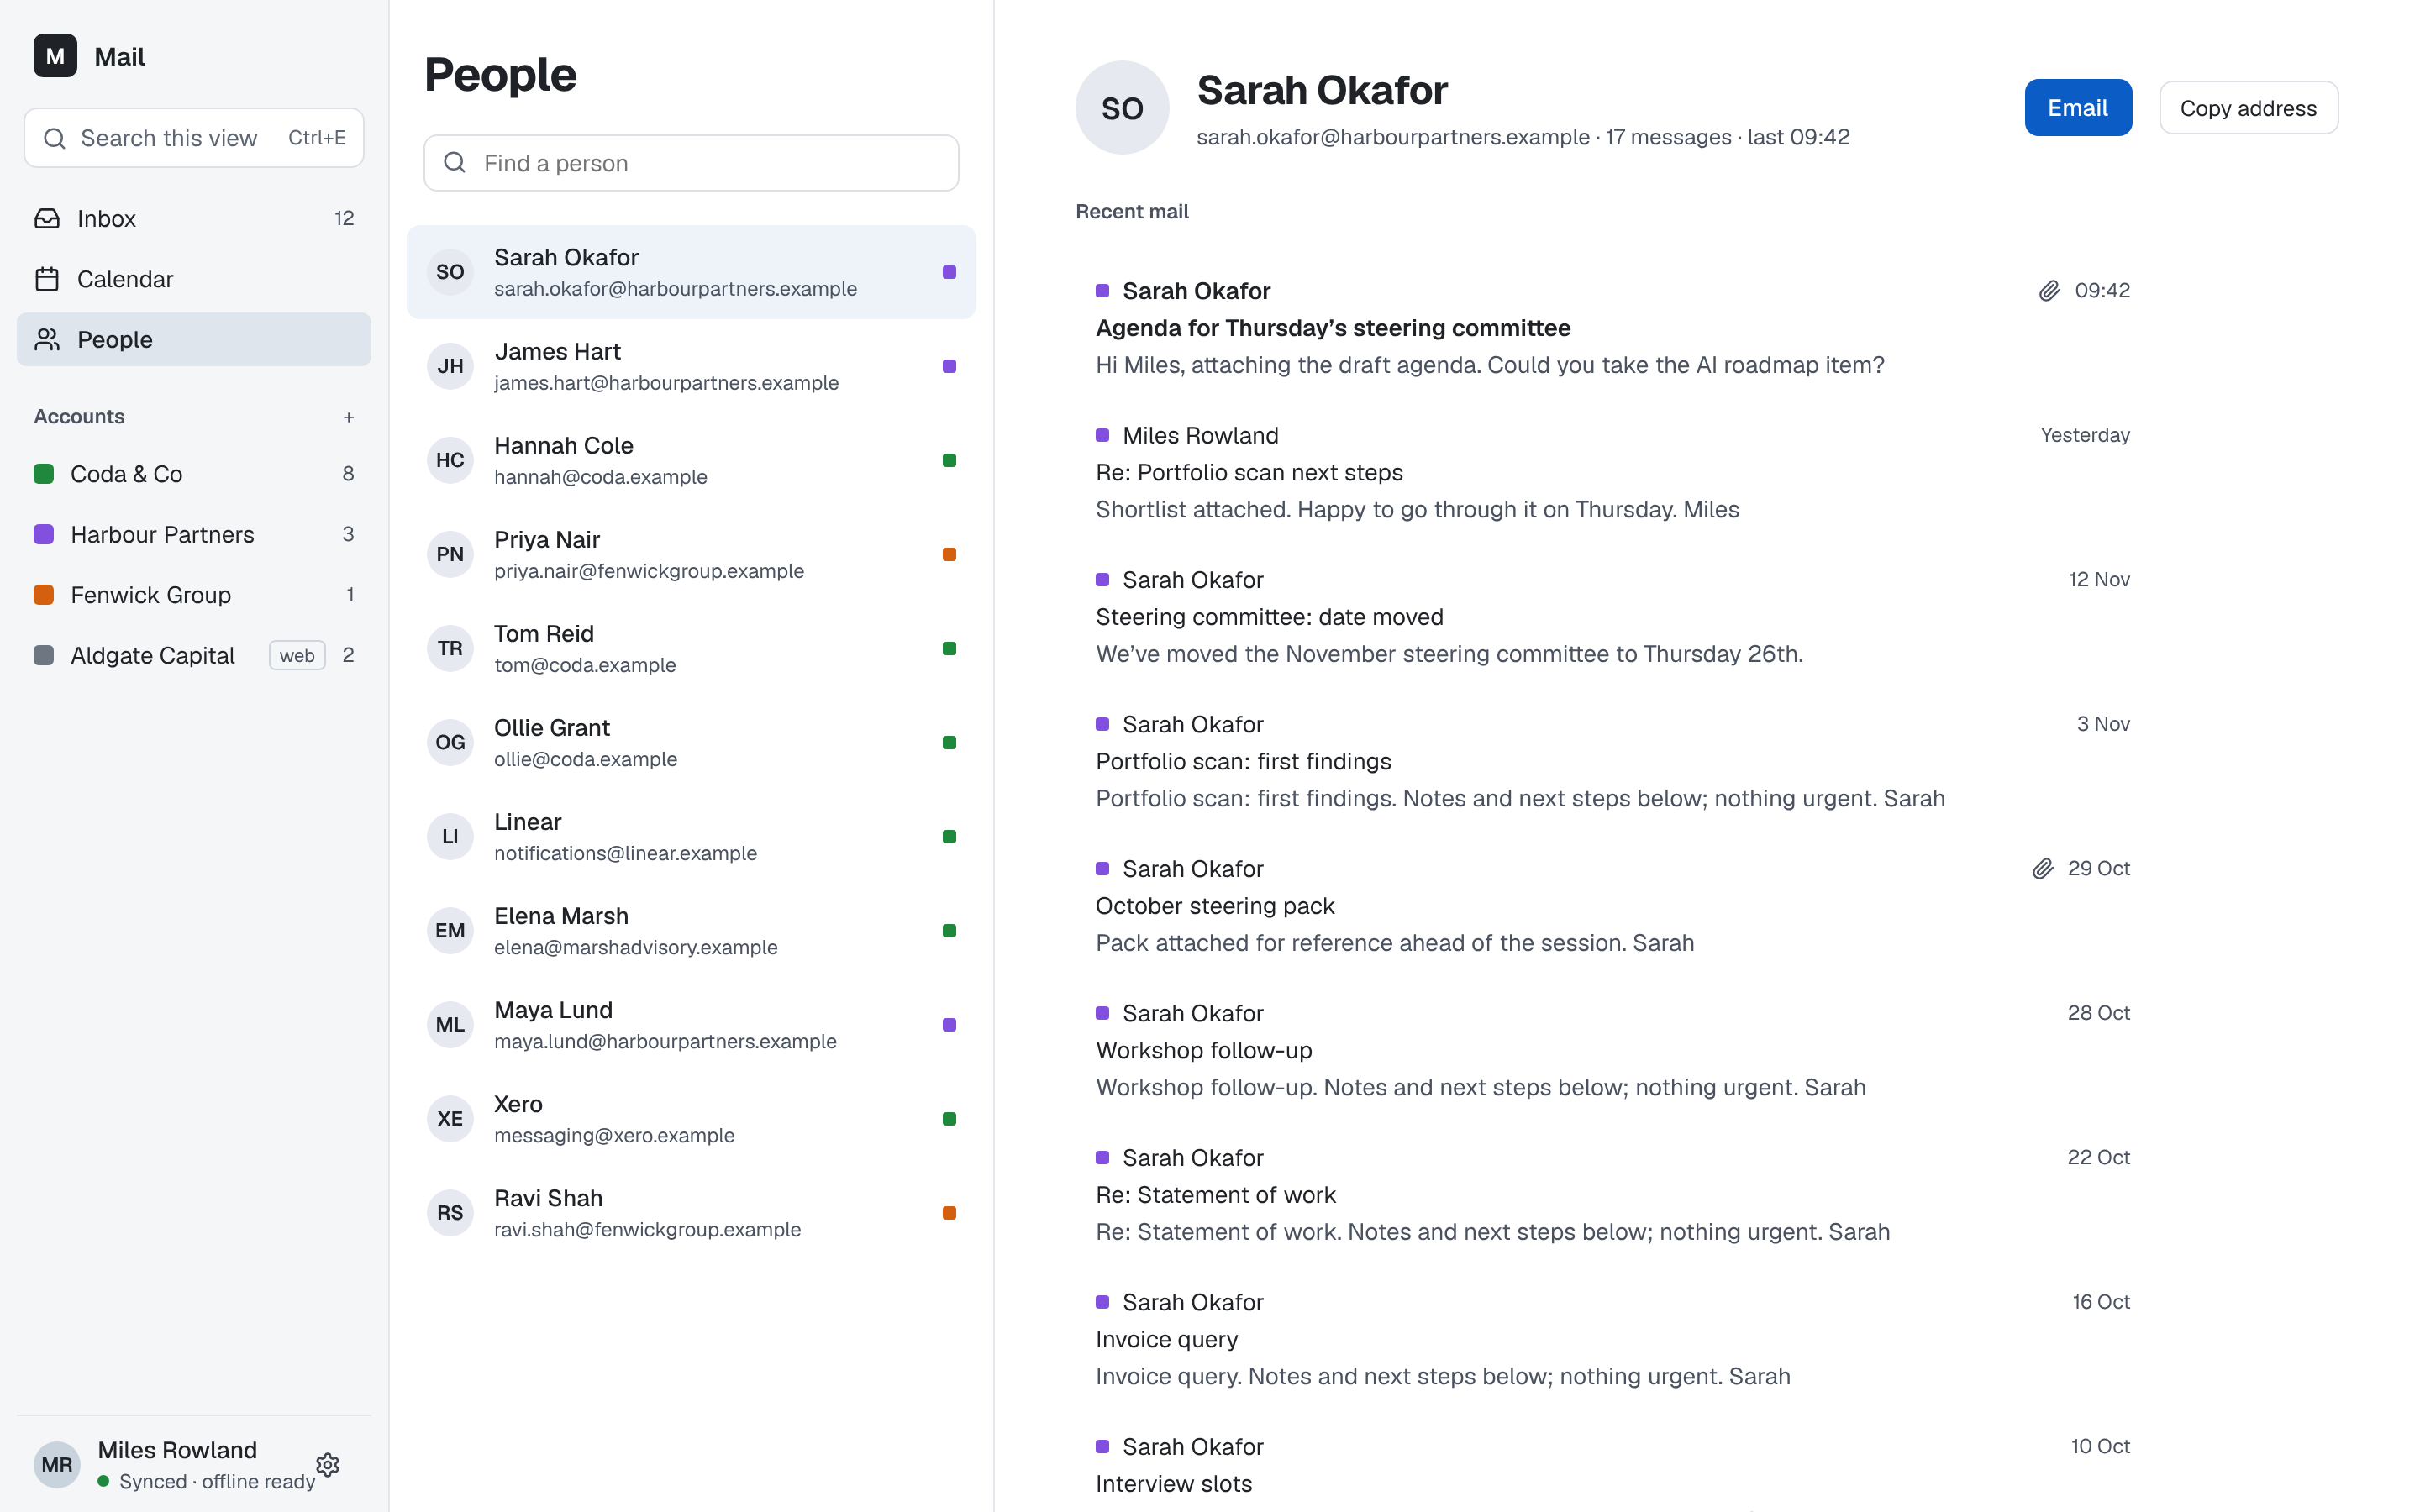 M Mail
Search this view Ctrl+E
Inbox 12
Calendar
People
Accounts +
Coda & Co 8
Harbour Partners 3
Fenwick Group 1
Aldgate Capital web 2
MR Miles Rowland
Synced · offline ready
People
Find a person
SO Sarah Okafor
sarah.okafor@harbourpartners.example
JH James Hart
james.hart@harbourpartners.example
HC Hannah Cole
hannah@coda.example
PN Priya Nair
priya.nair@fenwickgroup.example
TR Tom Reid
tom@coda.example
OG Ollie Grant
ollie@coda.example
LI Linear
notifications@linear.example
EM Elena Marsh
elena@marshadvisory.example
ML Maya Lund
maya.lund@harbourpartners.example
XE Xero
messaging@xero.example
RS Ravi Shah
ravi.shah@fenwickgroup.example
SO Sarah Okafor
sarah.okafor@harbourpartners.example · 17 messages · last 09:42
Email Copy address
Recent mail
Sarah Okafor 09:42
Agenda for Thursday’s steering committee
Hi Miles, attaching the draft agenda. Could you take the AI roadmap item?
Miles Rowland Yesterday
Re: Portfolio scan next steps
Shortlist attached. Happy to go through it on Thursday. Miles
Sarah Okafor 12 Nov
Steering committee: date moved
We’ve moved the November steering committee to Thursday 26th.
Sarah Okafor 3 Nov
Portfolio scan: first findings
Portfolio scan: first findings. Notes and next steps below; nothing urgent. Sarah
Sarah Okafor 29 Oct
October steering pack
Pack attached for reference ahead of the session. Sarah
Sarah Okafor 28 Oct
Workshop follow-up
Workshop follow-up. Notes and next steps below; nothing urgent. Sarah
Sarah Okafor 22 Oct
Re: Statement of work
Re: Statement of work. Notes and next steps below; nothing urgent. Sarah
Sarah Okafor 16 Oct
Invoice query
Invoice query. Notes and next steps below; nothing urgent. Sarah
Sarah Okafor 10 Oct
Interview slots